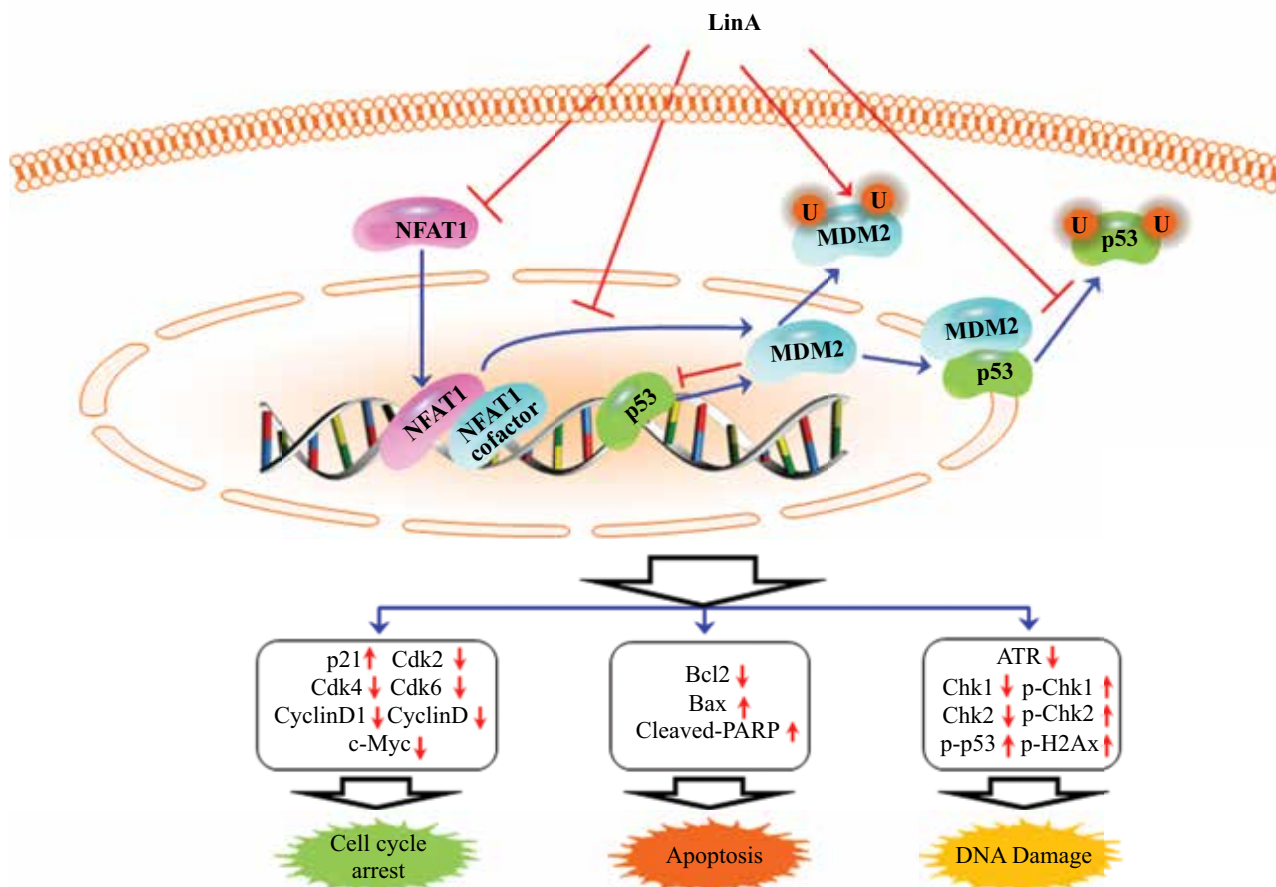 LinA
NFAT1
U
U
MDM2
U
U
p53
MDM2
p53
MDM2
NFAT1
NFAT1
cofactor
p53
p21 Cdk2
Cdk4 Cdk6
CyclinD1 CyclinD
c-Myc
Bcl2
Bax
Cleaved-PARP
ATR
Chk1 p-Chk1
Chk2 p-Chk2
p-p53 p-H2Ax
Cell cycle
arrest
Apoptosis
DNA Damage